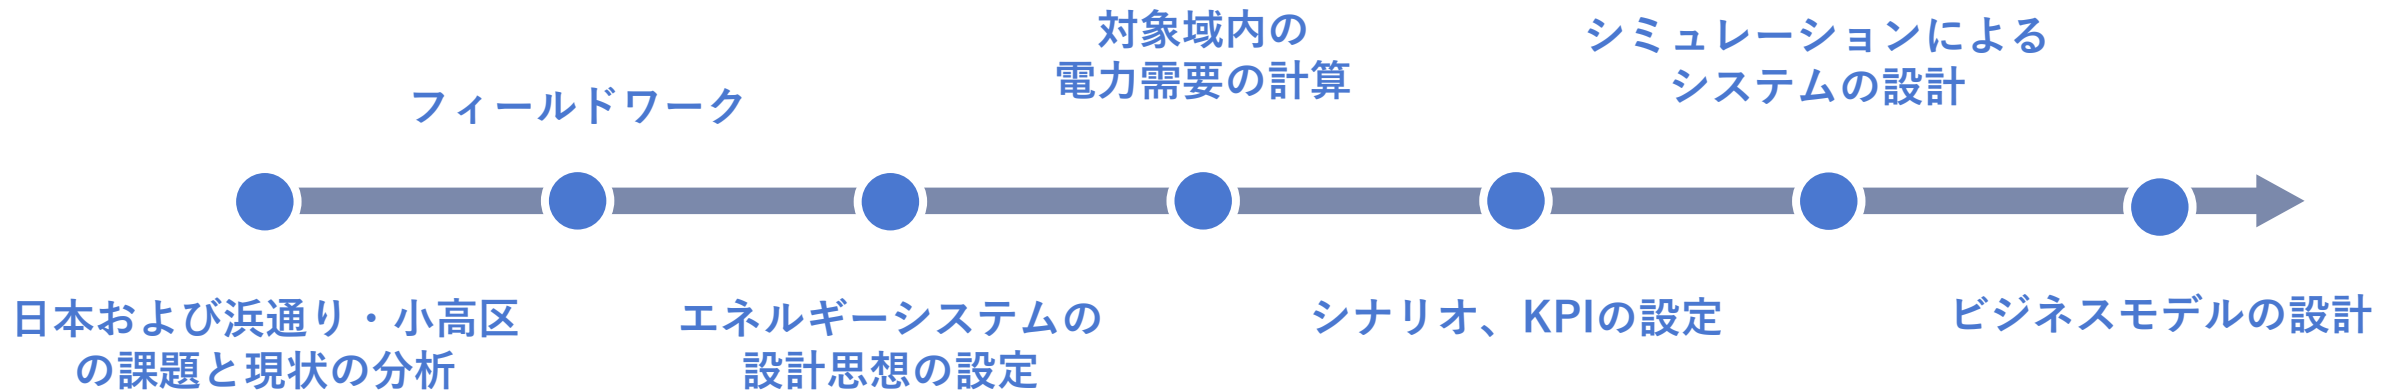 日本および浜通り・小高区
の課題と現状の分析
フィールドワーク
エネルギーシステムの
設計思想の設定
対象域内の
電力需要の計算
シナリオ、KPIの設定
シミュレーションによる
システムの設計
ビジネスモデルの設計